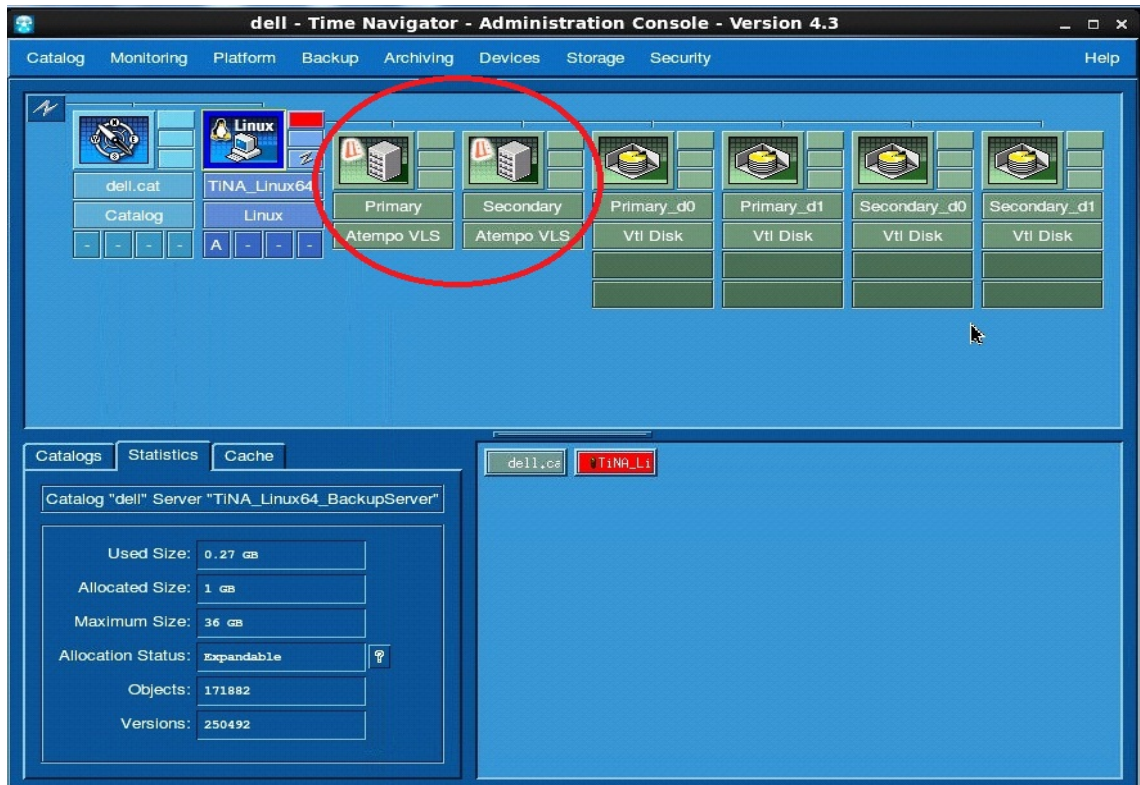 dell - Time Navigator - Administration Console - Version 4.3
Catalog Monitoring Platform Backup Archiving Devices Storage Security Help
Linux
dell.cat TiNA_Linux64 Primary Secondary Primary_d0 Primary_d1 Secondary_d0 Secondary_d1
Catalog Linux Atempo VLS Atempo VLS Vtl Disk Vtl Disk Vtl Disk Vtl Disk
- - - - A - - -
Catalogs Statistics Cache
dell.ca TiNA_Li
Catalog "dell" Server "TiNA_Linux64_BackupServer"
Used Size: 0.27 GB
Allocated Size: 1 GB
Maximum Size: 36 GB
Allocation Status: Expandable ?
Objects: 171882
Versions: 250492